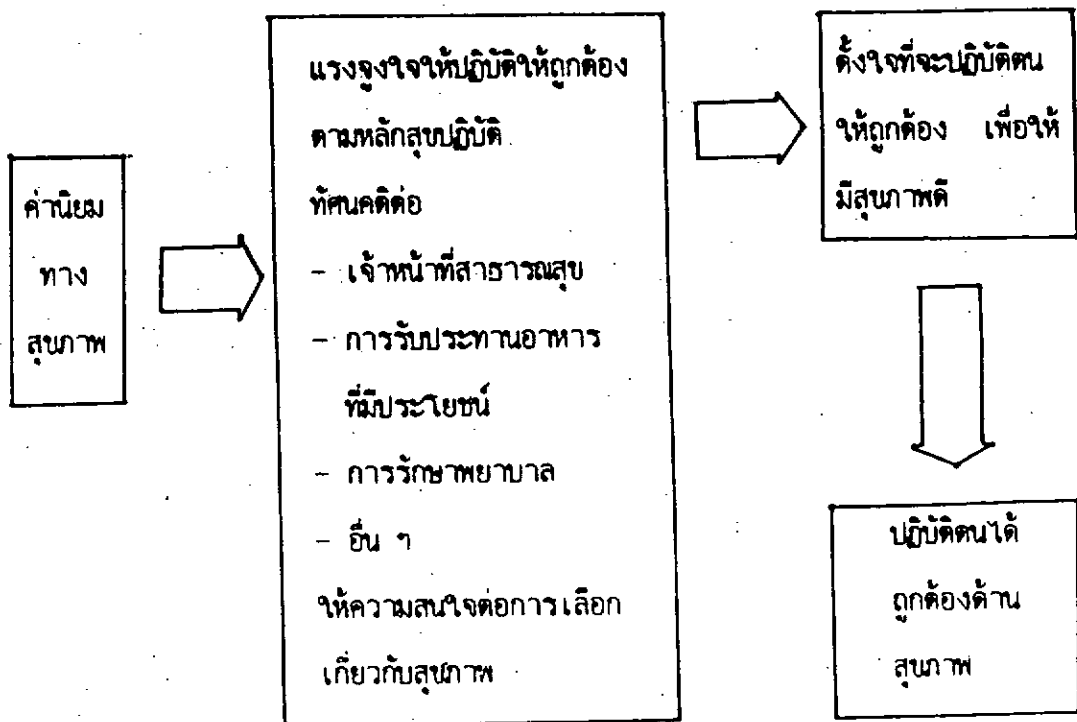 ค่านิยม
ทาง
สุขภาพ
แรงจูงใจให้ปฏิบัติให้ถูกต้อง
ตามหลักสุขปฏิบัติ
ทัศนคติต่อ
- เจ้าหน้าที่สาธารณสุข
- การรับประทานอาหาร
ที่มีประโยชน์
- การรักษาพยาบาล
- อื่น ๆ
ให้ความสนใจต่อการเลือก
เกี่ยวกับสุขภาพ
ตั้งใจที่จะปฏิบัติตน
ให้ถูกต้อง เพื่อให้
มีสุขภาพดี
ปฏิบัติตนได้
ถูกต้องด้าน
สุขภาพ